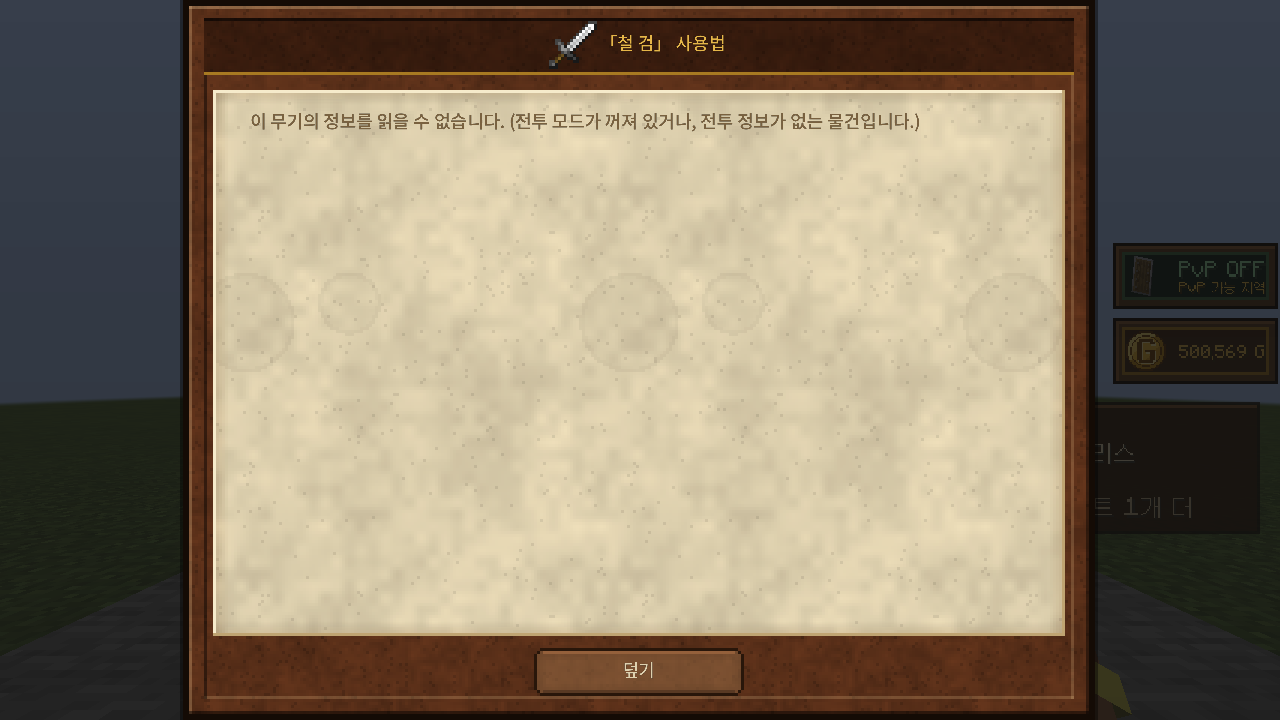 「철 검」 사용법
이 무기의 정보를 읽을 수 없습니다. (전투 모드가 꺼져 있거나, 전투 정보가 없는 물건입니다.)
PvP OFF
PvP 가능 지역
500,569 G
리스
트 1개 더
덮기